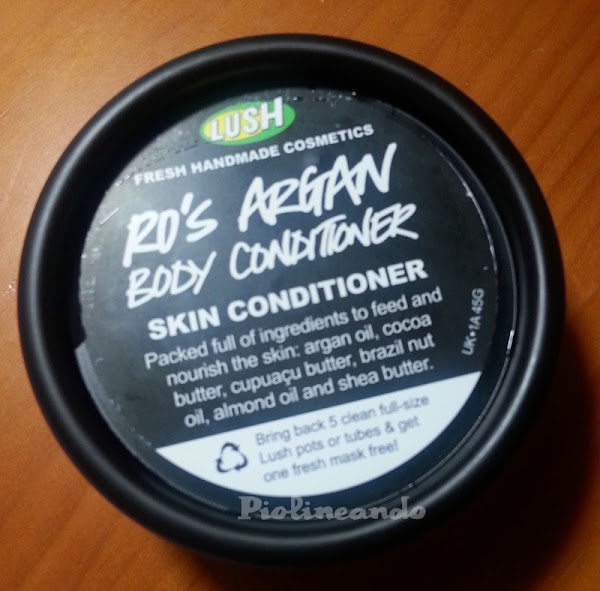 LUSH
FRESH HANDMADE COSMETICS
RO'S ARGAN
BODY CONDITIONER
SKIN CONDITIONER
Packed full of ingredients to feed and
nourish the skin: argan oil, cocoa
butter, cupuaçu butter, brazil nut
oil, almond oil and shea butter.
UK•1A 45G
Bring back 5 clean full-size
Lush pots or tubes & get
one fresh mask free!
Piolineando